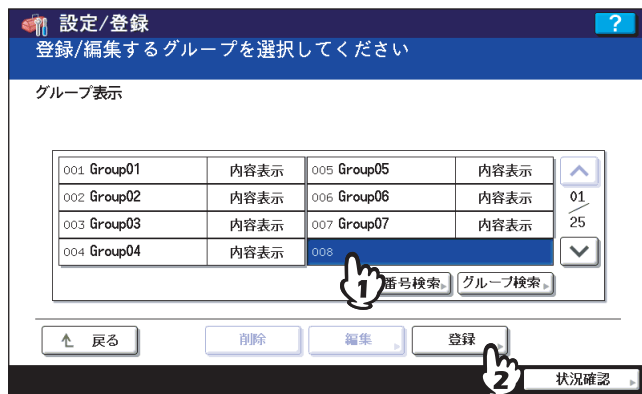 設定/登録 ?
登録/編集するグループを選択してください
グループ表示
001 Group01 内容表示 005 Group05 内容表示
002 Group02 内容表示 006 Group06 内容表示 01
003 Group03 内容表示 007 Group07 内容表示 25
004 Group04 内容表示 008
1 番号検索 グループ検索
戻る 削除 編集 登録
2 状況確認